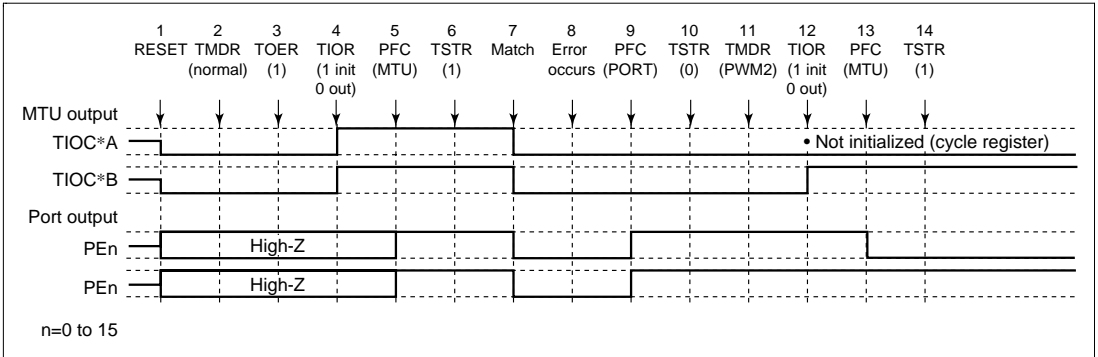 1 2 3 4 5 6 7 8 9 10 11 12 13 14
RESET TMDR TOER TIOR PFC TSTR Match Error PFC TSTR TMDR TIOR PFC TSTR
(normal) (1) (1 init (MTU) (1) occurs (PORT) (0) (PWM2) (1 init (MTU) (1)
0 out) 0 out)
MTU output
TIOC*A • Not initialized (cycle register)
TIOC*B
Port output
PEn High-Z
PEn High-Z
n=0 to 15